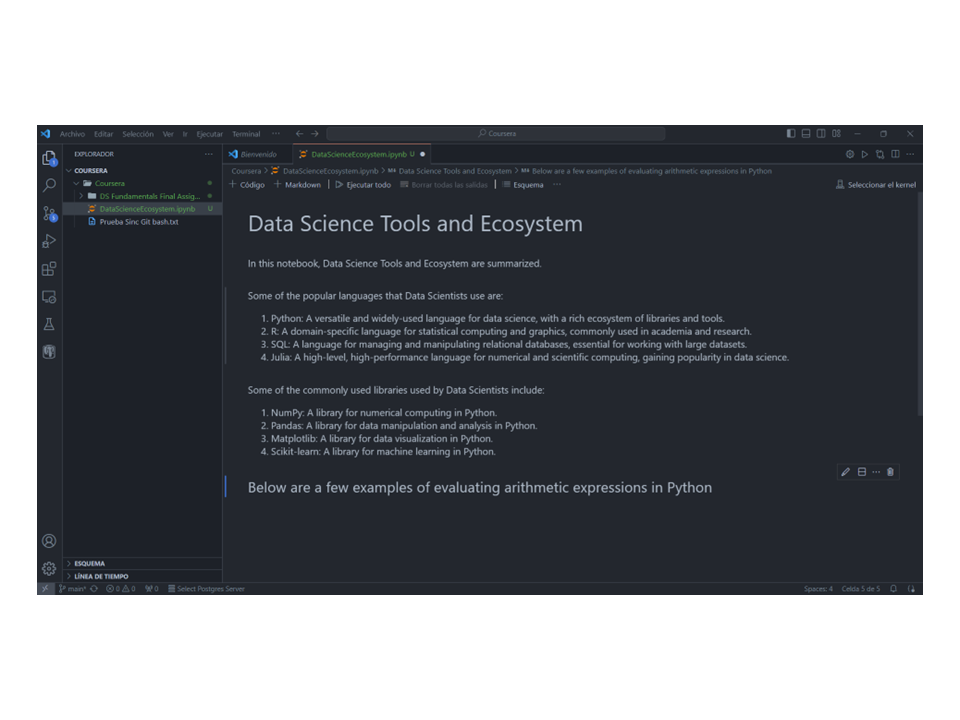 Archivo Editar Selección Ver Ir Ejecutar Terminal ··· Coursera
EXPLORADOR ···
COURSERA
Coursera
DS Fundamentals Final Assig...
DataScienceEcosystem.ipynb U
Prueba Sinc Git bash.txt
ESQUEMA
LÍNEA DE TIEMPO
Bienvenido DataScienceEcosystem.ipynb U
Coursera > DataScienceEcosystem.ipynb > M↓ Data Science Tools and Ecosystem > M↓ Below are a few examples of evaluating arithmetic expressions in Python
+ Código + Markdown | Ejecutar todo Borrar todas las salidas | Esquema ··· Seleccionar el kernel
Data Science Tools and Ecosystem
In this notebook, Data Science Tools and Ecosystem are summarized.
Some of the popular languages that Data Scientists use are:
1. Python: A versatile and widely-used language for data science, with a rich ecosystem of libraries and tools.
2. R: A domain-specific language for statistical computing and graphics, commonly used in academia and research.
3. SQL: A language for managing and manipulating relational databases, essential for working with large datasets.
4. Julia: A high-level, high-performance language for numerical and scientific computing, gaining popularity in data science.
Some of the commonly used libraries used by Data Scientists include:
1. NumPy: A library for numerical computing in Python.
2. Pandas: A library for data manipulation and analysis in Python.
3. Matplotlib: A library for data visualization in Python.
4. Scikit-learn: A library for machine learning in Python.
Below are a few examples of evaluating arithmetic expressions in Python
main* 0 0 0 Select Postgres Server Spaces: 4 Celda 5 de 5